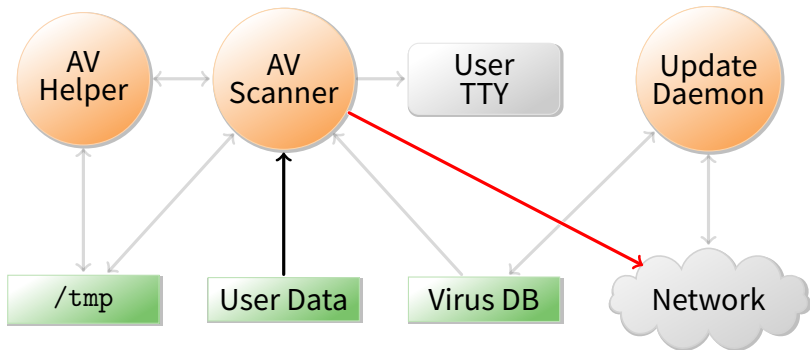 AV
Helper
AV
Scanner
User
TTY
Update
Daemon
/tmp
User Data
Virus DB
Network